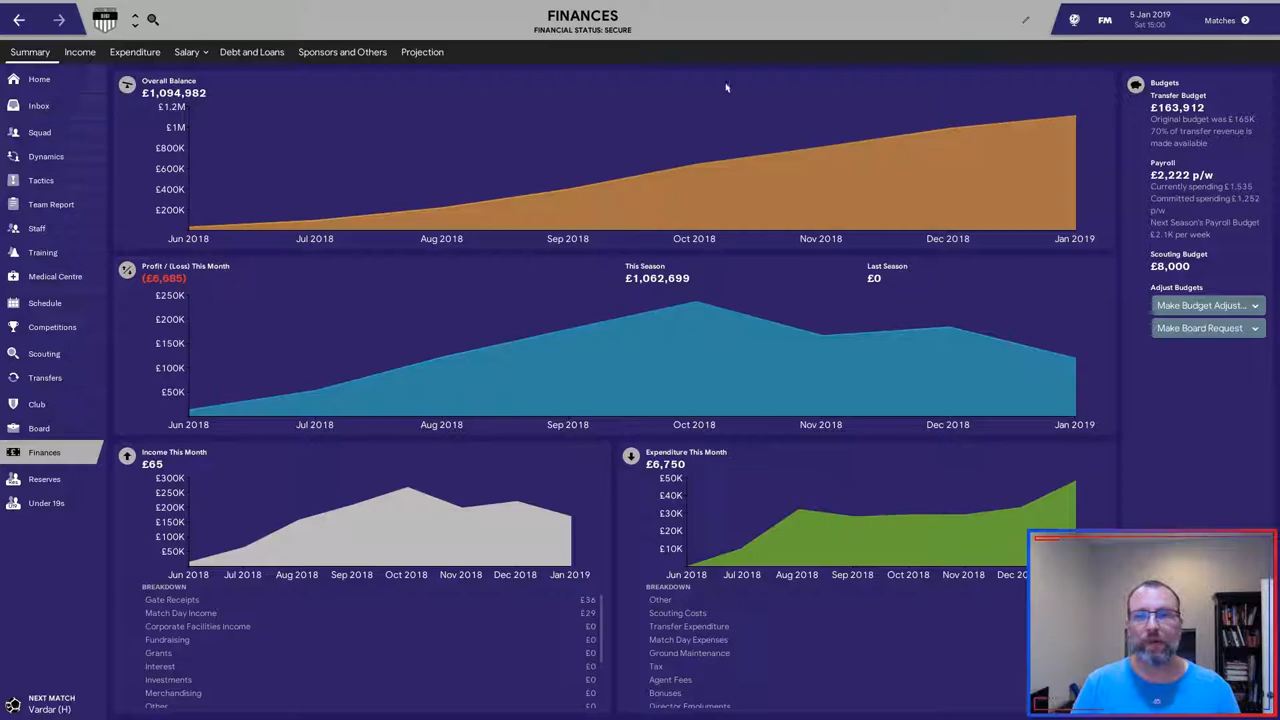 FINANCES
FINANCIAL STATUS: SECURE
FM
5 Jan 2019
Sat 15:00
Matches
Summary
Income
Expenditure
Salary
Debt and Loans
Sponsors and Others
Projection
Home
Inbox
Squad
Dynamics
Tactics
Team Report
Staff
Training
Medical Centre
Schedule
Competitions
Scouting
Transfers
Club
Board
Finances
Reserves
Under 19s
NEXT MATCH
Vardar (H)
Overall Balance
£1,094,982
£1.2M
£1M
£800K
£600K
£400K
£200K
Jun 2018
Jul 2018
Aug 2018
Sep 2018
Oct 2018
Nov 2018
Dec 2018
Jan 2019
Profit / (Loss) This Month
(£6,685)
This Season
£1,062,699
Last Season
£0
£250K
£200K
£150K
£100K
£50K
Jun 2018
Jul 2018
Aug 2018
Sep 2018
Oct 2018
Nov 2018
Dec 2018
Jan 2019
Income This Month
£65
£300K
£250K
£200K
£150K
£100K
£50K
Jun 2018
Jul 2018
Aug 2018
Sep 2018
Oct 2018
Nov 2018
Dec 2018
Jan 2019
BREAKDOWN
Gate Receipts £36
Match Day Income £29
Corporate Facilities Income £0
Fundraising £0
Grants £0
Interest £0
Investments £0
Merchandising £0
Other £0
Expenditure This Month
£6,750
£50K
£40K
£30K
£20K
£10K
Jun 2018
Jul 2018
Aug 2018
Sep 2018
Oct 2018
Nov 2018
Dec 20
BREAKDOWN
Other
Scouting Costs
Transfer Expenditure
Match Day Expenses
Ground Maintenance
Tax
Agent Fees
Bonuses
Director Emoluments
Budgets
Transfer Budget
£163,912
Original budget was £165K
70% of transfer revenue is
made available
Payroll
£2,222 p/w
Currently spending £1,535
Committed spending £1,252
p/w
Next Season's Payroll Budget
£2.1K per week
Scouting Budget
£8,000
Adjust Budgets
Make Budget Adjust...
Make Board Request